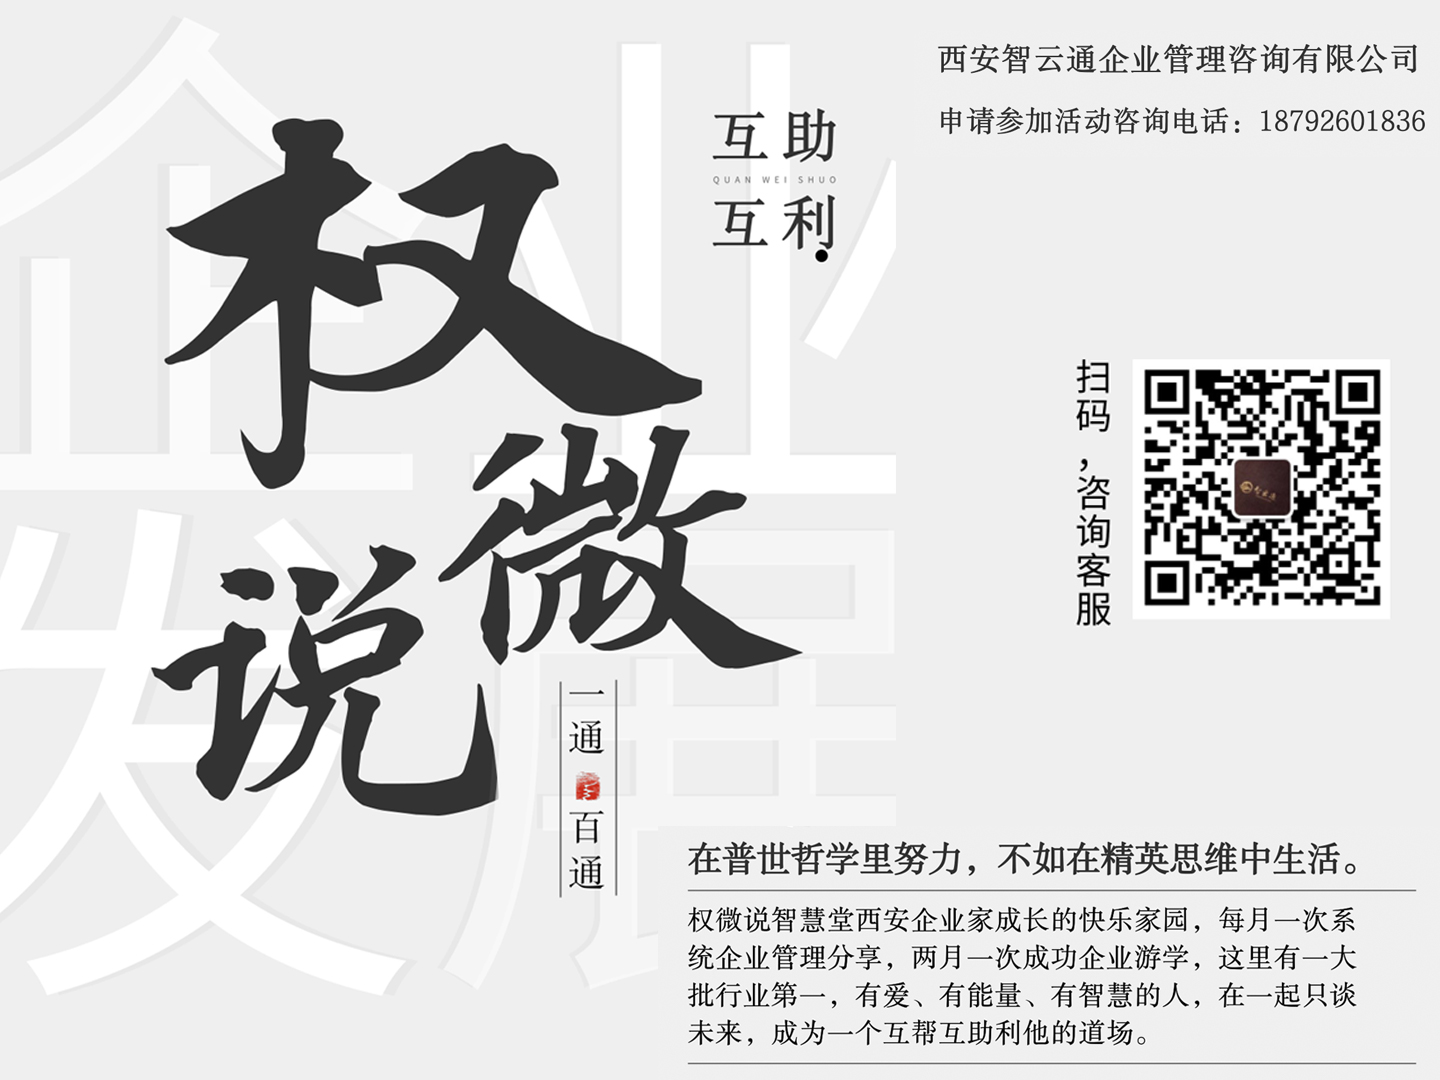 西安智云通企业管理咨询有限公司
申请参加活动咨询电话：18792601836
互助
QUAN WEI SHUO
互利
权微说
企业
发展
扫码，咨询客服
一通百通
在普世哲学里努力，不如在精英思维中生活。
权微说智慧堂西安企业家成长的快乐家园，每月一次系
统企业管理分享，两月一次成功企业游学，这里有一大
批行业第一，有爱、有能量、有智慧的人，在一起只谈
未来，成为一个互帮互助利他的道场。